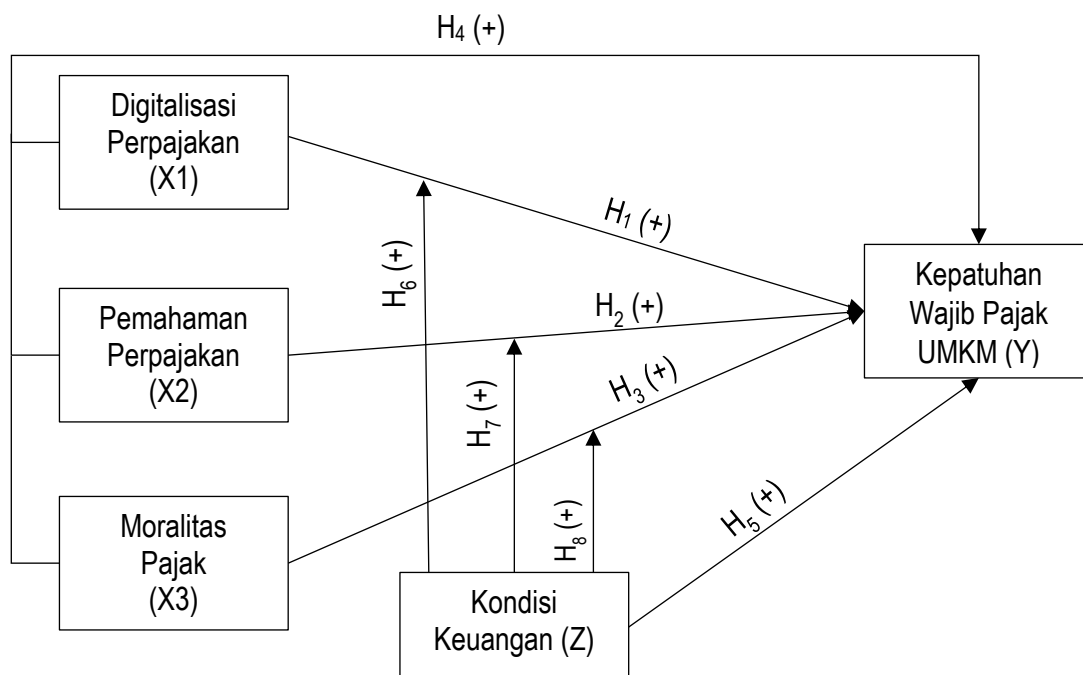 H₄ (+)
Digitalisasi
Perpajakan
(X1)
H₁ (+)
H₆ (+)
Kepatuhan
Wajib Pajak
UMKM (Y)
Pemahaman
Perpajakan
(X2)
H₂ (+)
H₃ (+)
H₇ (+)
Moralitas
Pajak
(X3)
H₈ (+)
H₅ (+)
Kondisi
Keuangan (Z)